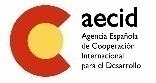 aecid
Agencia Española
de Cooperación
Internacional
para el Desarrollo